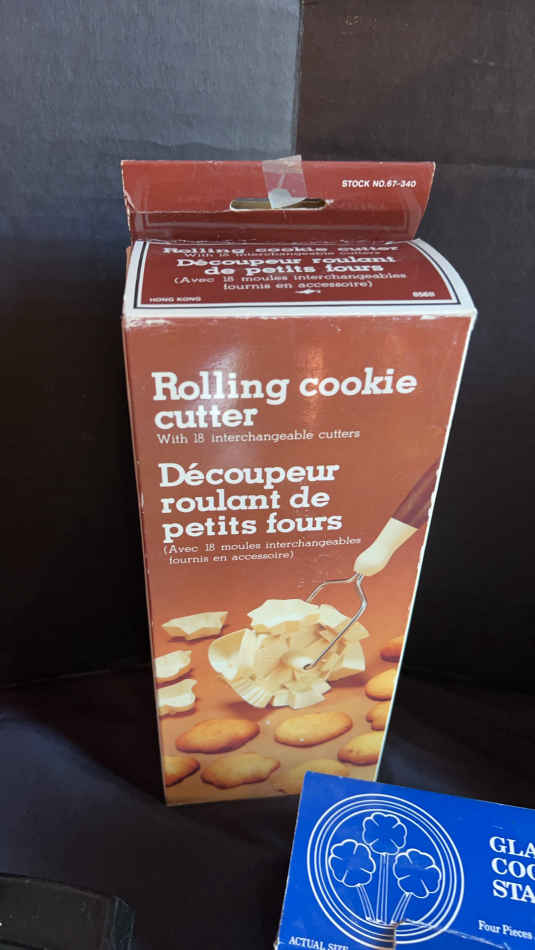 STOCK NO.67-340
Rolling cookie cutter
With 18 interchangeable cutters
Découpeur roulant
de petits fours
(Avec 18 moules interchangeables
fournis en accessoire)
HONG KONG
8569
Rolling cookie
cutter
With 18 interchangeable cutters
Découpeur
roulant de
petits fours
(Avec 18 moules interchangeables
fournis en accessoire)
GLA
COO
STA
Four Pieces
ACTUAL SIZE